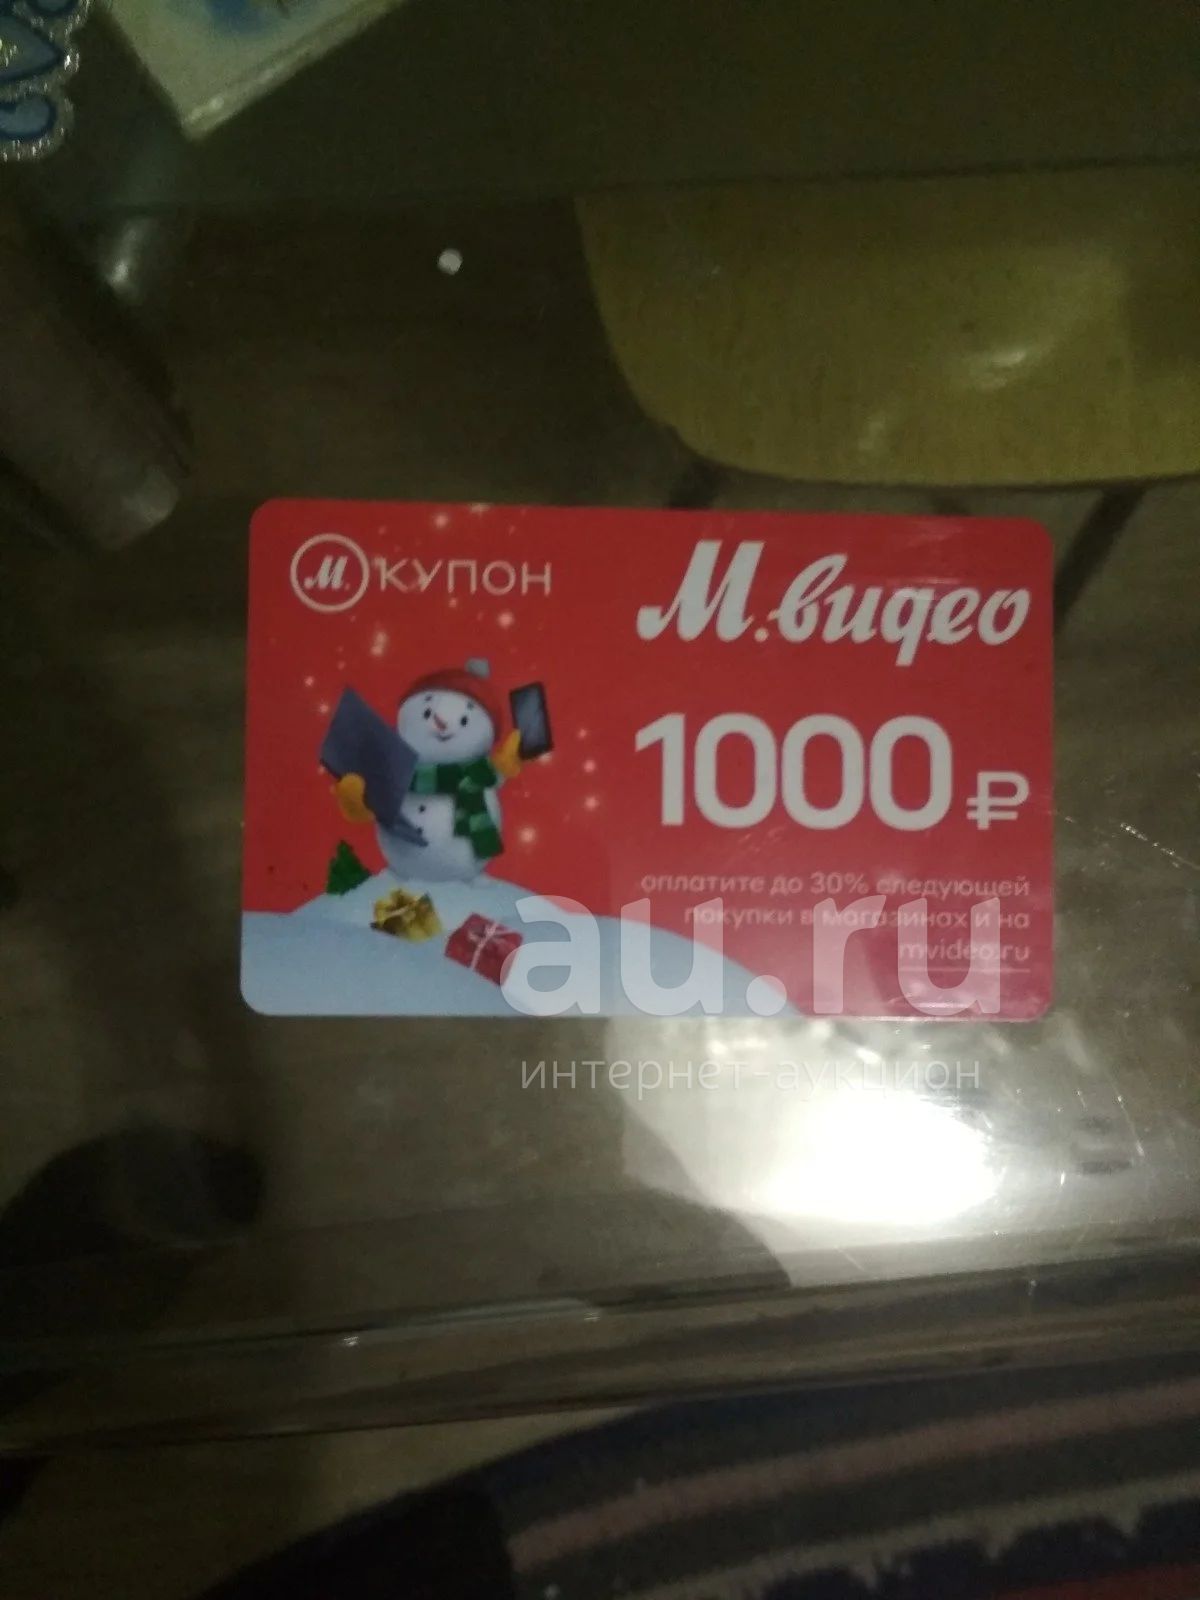 М. КУПОН
М.видео
1000 ₽
оплатите до 30% следующей
покупки в магазинах и на
mvideo.ru
au.ru
интернет-аукцион